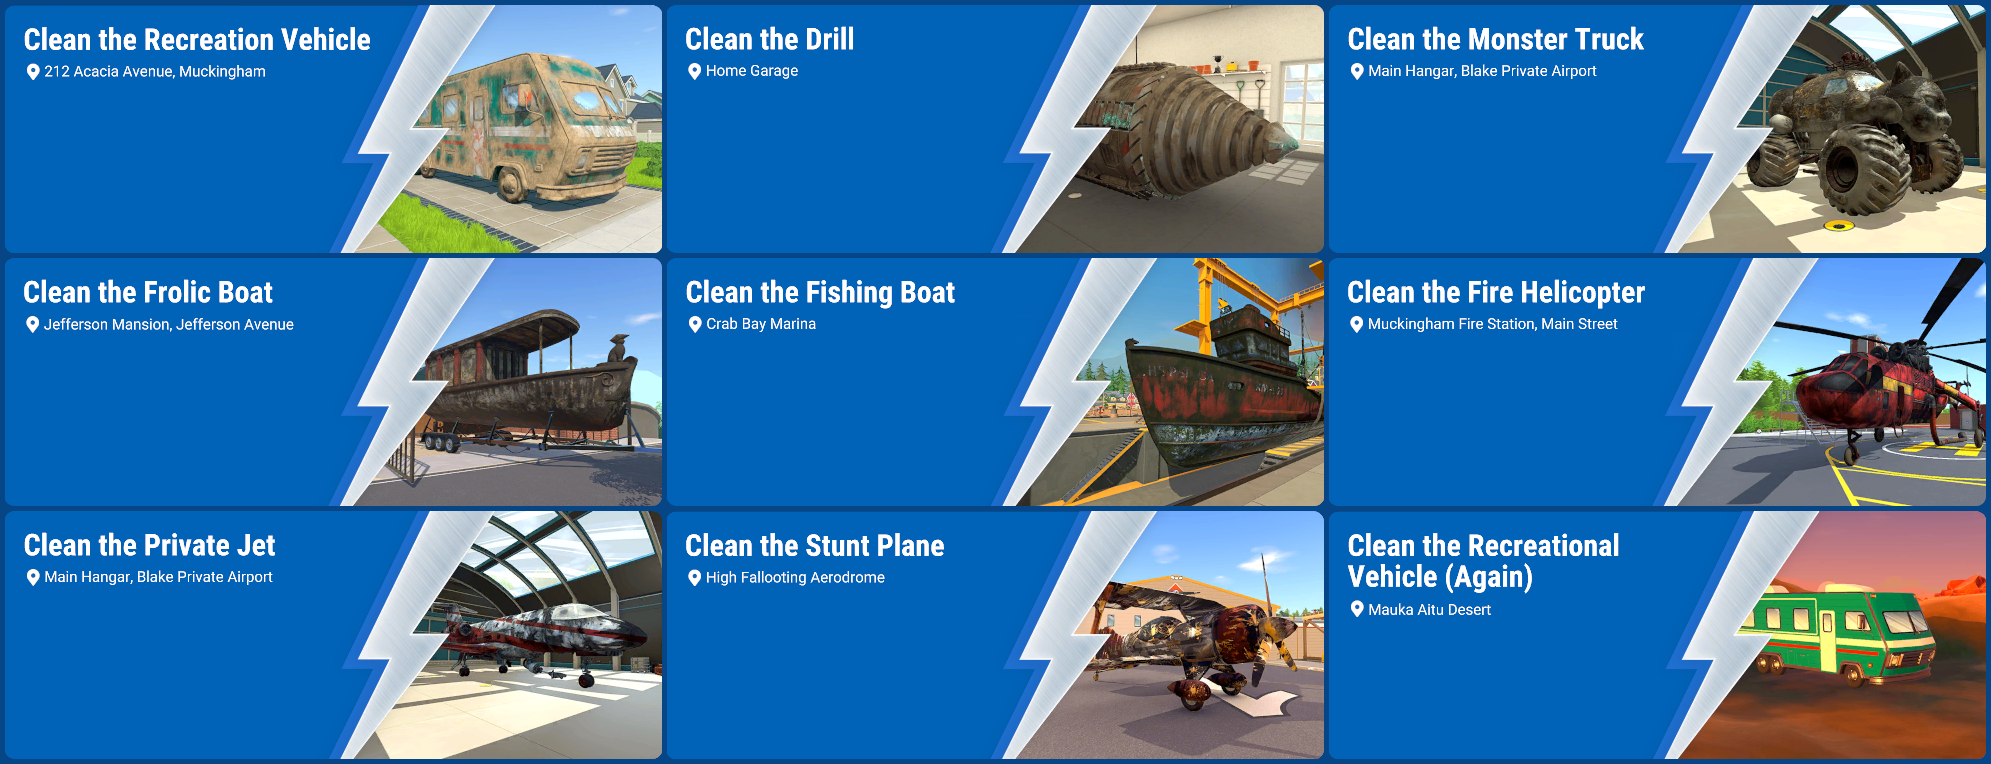 Clean the Recreation Vehicle
212 Acacia Avenue, Muckingham
Clean the Drill
Home Garage
Clean the Monster Truck
Main Hangar, Blake Private Airport
Clean the Frolic Boat
Jefferson Mansion, Jefferson Avenue
Clean the Fishing Boat
Crab Bay Marina
Clean the Fire Helicopter
Muckingham Fire Station, Main Street
Clean the Private Jet
Main Hangar, Blake Private Airport
Clean the Stunt Plane
High Fallooting Aerodrome
Clean the Recreational
Vehicle (Again)
Mauka Aitu Desert